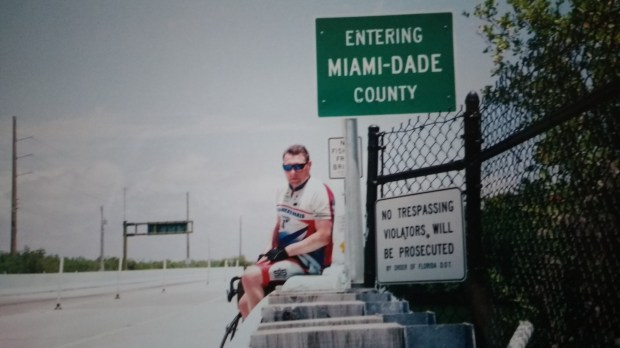 ENTERING
MIAMI-DADE
COUNTY
NO TRESPASSING
VIOLATORS WILL
BE PROSECUTED
BY ORDER OF FLORIDA D.O.T.